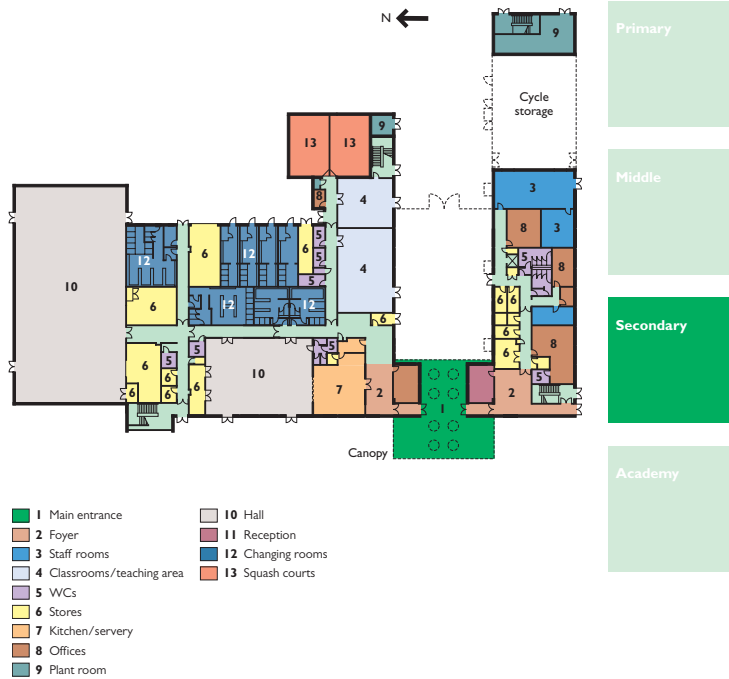 N
9
Primary
Cycle
storage
13
13
9
Middle
3
8
4
8
3
5
6
12
12
6
5
8
10
4
5
6
6
6
12
12
6
6
Secondary
5
5
6
8
6
6
10
7
5
6
6
6
2
2
1
Canopy
Academy
1 Main entrance
2 Foyer
3 Staff rooms
4 Classrooms/teaching area
5 WCs
6 Stores
7 Kitchen/servery
8 Offices
9 Plant room
10 Hall
11 Reception
12 Changing rooms
13 Squash courts